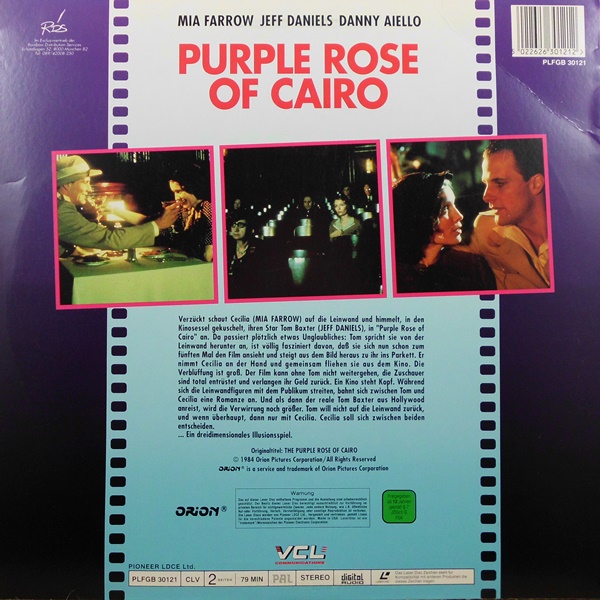 MIA FARROW JEFF DANIELS DANNY AIELLO
PURPLE ROSE
OF CAIRO
5 022626 301212 >
PLFGB 30121
Verzückt schaut Cecilia (MIA FARROW) auf die Leinwand und himmelt, in den
Kinosessel gekuschelt, ihren Star Tom Baxter (JEFF DANIELS), in "Purple Rose of
Cairo" an. Da passiert plötzlich etwas Unglaubliches: Tom spricht sie von der
Leinwand herunter an, ist völlig fasziniert davon, daß sie sich nun schon zum
fünften Mal den Film ansieht und steigt aus dem Bild heraus zu ihr ins Parkett. Er
nimmt Cecilia an der Hand und gemeinsam fliehen sie aus dem Kino. Die
Verblüffung ist groß. Der Film kann ohne Tom nicht weitergehen, die Zuschauer
sind total entrüstet und verlangen ihr Geld zurück. Ein Kino steht Kopf. Während
sich die Leinwandfiguren mit dem Publikum streiten, bahnt sich zwischen Tom und
Cecilia eine Romanze an. Und als dann der reale Tom Baxter aus Hollywood
anreist, wird die Verwirrung noch größer. Tom will nicht auf die Leinwand zurück,
und wenn überhaupt, dann nur mit Cecilia. Cecilia soll sich zwischen beiden
entscheiden.
... Ein dreidimensionales Illusionsspiel.
Originaltitel: THE PURPLE ROSE OF CAIRO
© 1984 Orion Pictures Corporation/All Rights Reserved
ORION® is a service and trademark of Orion Pictures Corporation
Warnung
ORION®
VCL
COMMUNICATIONS
PIONEER LDCE Ltd.
PLFGB 30121 CLV 2 SEITEN 79 MIN PAL STEREO digital AUDIO